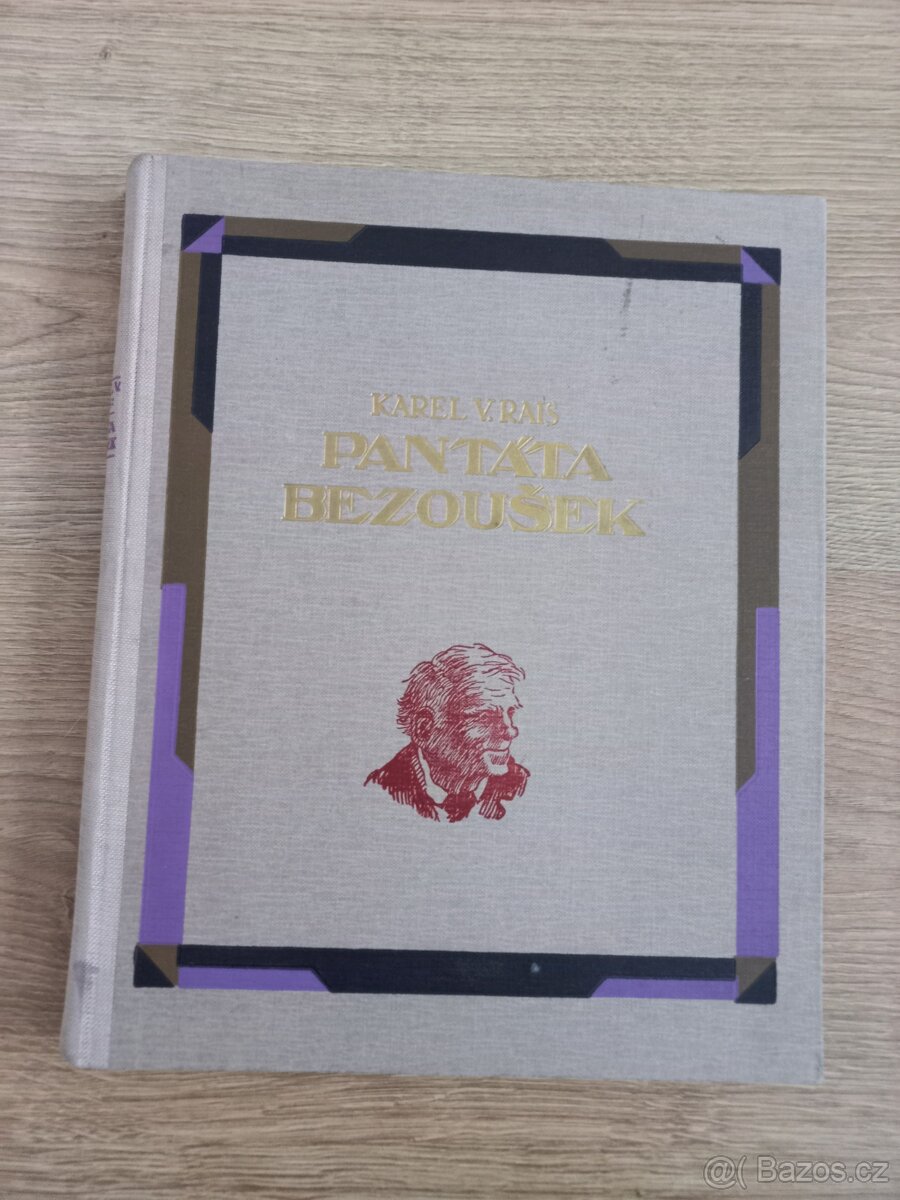 KAREL V. RAIS
PANTÁTA
BEZOUŠEK
@ Bazos.cz